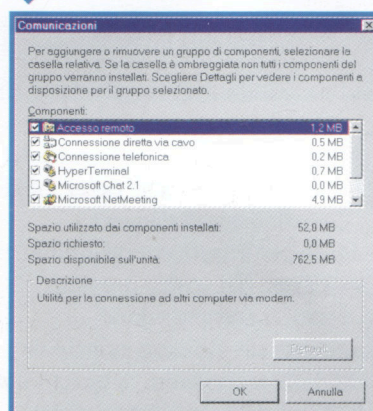 Comunicazioni
Per aggiungere o rimuovere un gruppo di componenti, selezionare la
casella relativa. Se la casella è ombreggiata non tutti i componenti del
gruppo verranno installati. Scegliere Dettagli per vedere i componenti a
disposizione per il gruppo selezionato.
Componenti:
Accesso remoto 1,2 MB
Connessione diretta via cavo 0,5 MB
Connessione telefonica 0,2 MB
HyperTerminal 0,7 MB
Microsoft Chat 2.1 0,0 MB
Microsoft NetMeeting 4,9 MB
Spazio utilizzato dai componenti installati: 52,0 MB
Spazio richiesto: 0,0 MB
Spazio disponibile sull'unità: 762,5 MB
Descrizione
Utilità per la connessione ad altri computer via modem.
Dettagli...
OK Annulla